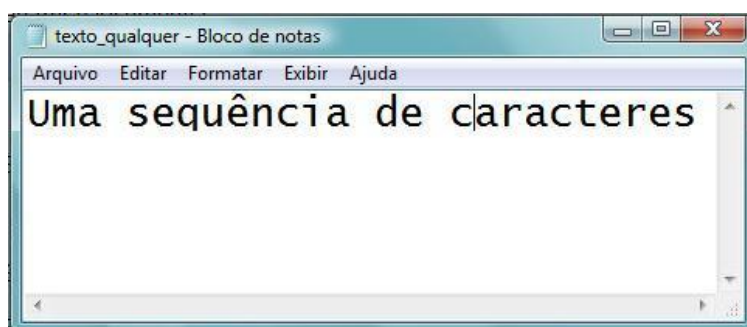 texto_qualquer - Bloco de notas
Arquivo Editar Formatar Exibir Ajuda
Uma sequência de caracteres